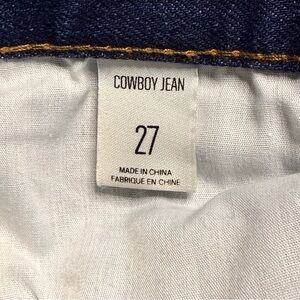 COWBOY JEAN
27
MADE IN CHINA
FABRIQUÉ EN CHINE